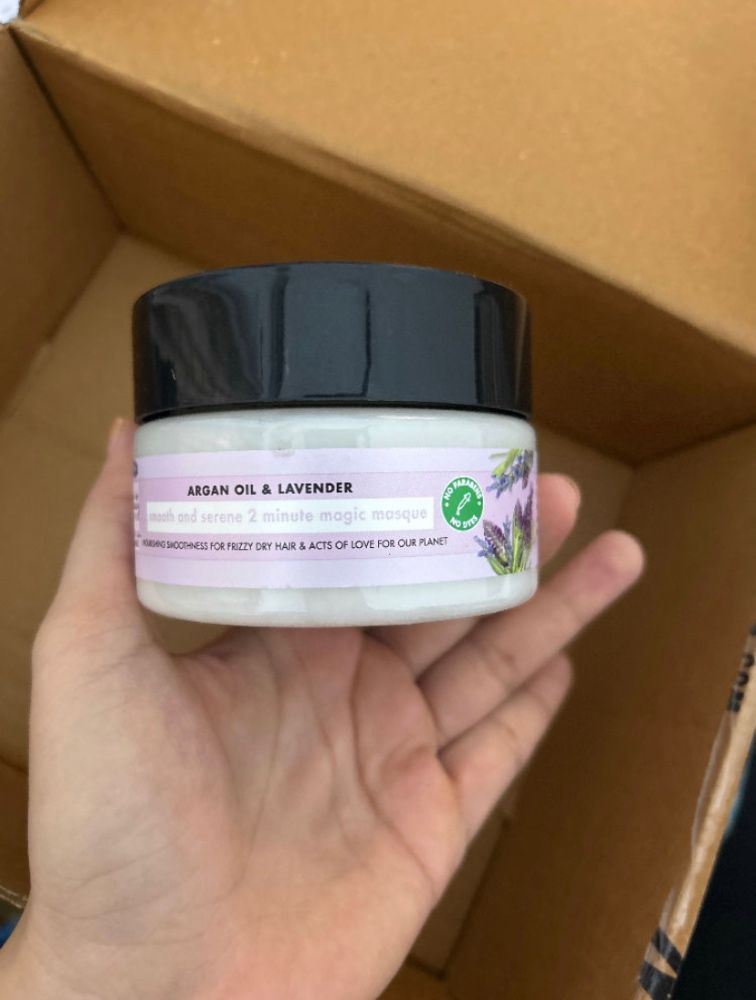 ARGAN OIL & LAVENDER
smooth and serene 2 minute magic masque
NOURISHING SMOOTHNESS FOR FRIZZY DRY HAIR & ACTS OF LOVE FOR OUR PLANET
NO PARABENS
NO DYES